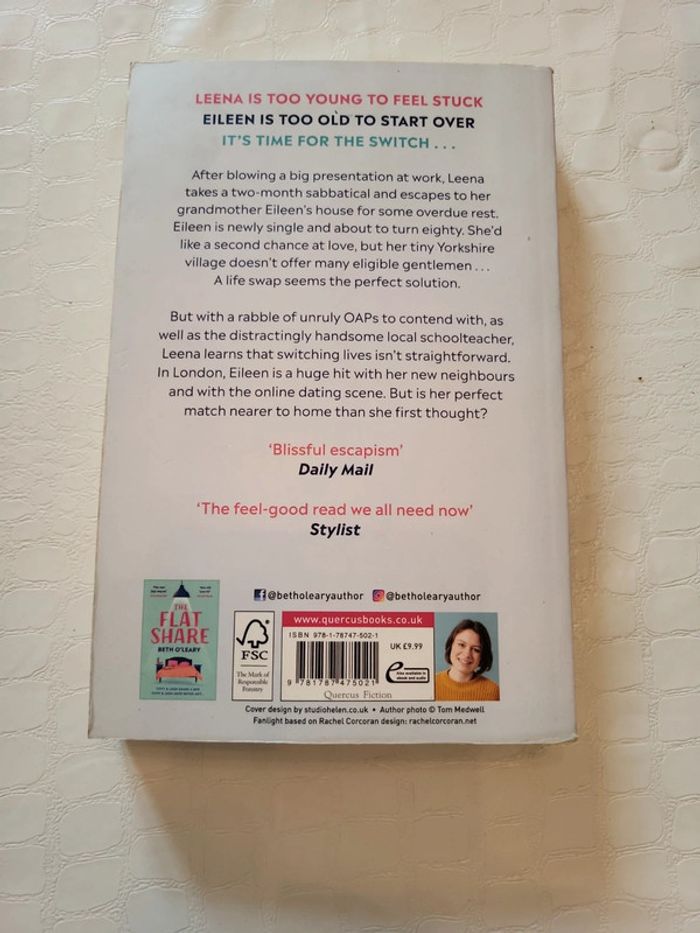 LEENA IS TOO YOUNG TO FEEL STUCK
EILEEN IS TOO OLD TO START OVER
IT'S TIME FOR THE SWITCH . . .
After blowing a big presentation at work, Leena
takes a two-month sabbatical and escapes to her
grandmother Eileen's house for some overdue rest.
Eileen is newly single and about to turn eighty. She'd
like a second chance at love, but her tiny Yorkshire
village doesn't offer many eligible gentlemen . . .
A life swap seems the perfect solution.
But with a rabble of unruly OAPs to contend with, as
well as the distractingly handsome local schoolteacher,
Leena learns that switching lives isn't straightforward.
In London, Eileen is a huge hit with her new neighbours
and with the online dating scene. But is her perfect
match nearer to home than she first thought?
'Blissful escapism'
Daily Mail
'The feel-good read we all need now'
Stylist
@betholearyauthor @betholearyauthor
THE
FLAT
SHARE
BETH O'LEARY
FSC
The Mark of
Responsible
Forestry
www.quercusbooks.co.uk
ISBN 978-1-78747-502-1
UK £9.99
9 781787 475021
Also available in
ebook and audio
Quercus Fiction
Cover design by studiohelen.co.uk • Author photo © Tom Medwell
Fanlight based on Rachel Corcoran design: rachelcorcoran.net